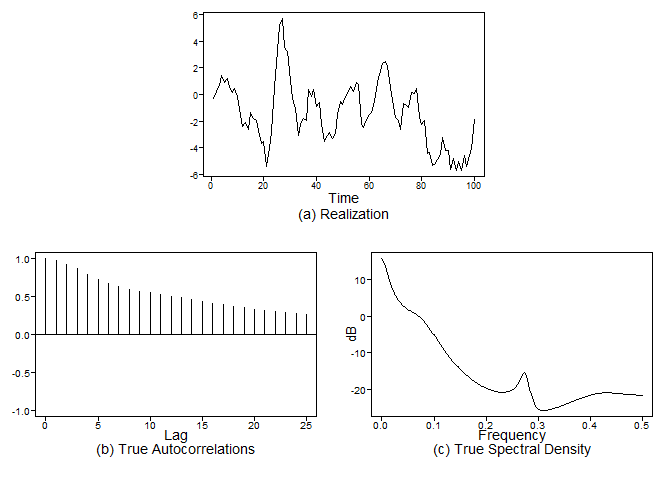 6
4
2
0
-2
-4
-6
0 20 40 60 80 100
Time
(a) Realization
1.0
0.5
0.0
-0.5
-1.0
0 5 10 15 20 25
Lag
(b) True Autocorrelations
dB
10
0
-10
-20
0.0 0.1 0.2 0.3 0.4 0.5
Frequency
(c) True Spectral Density